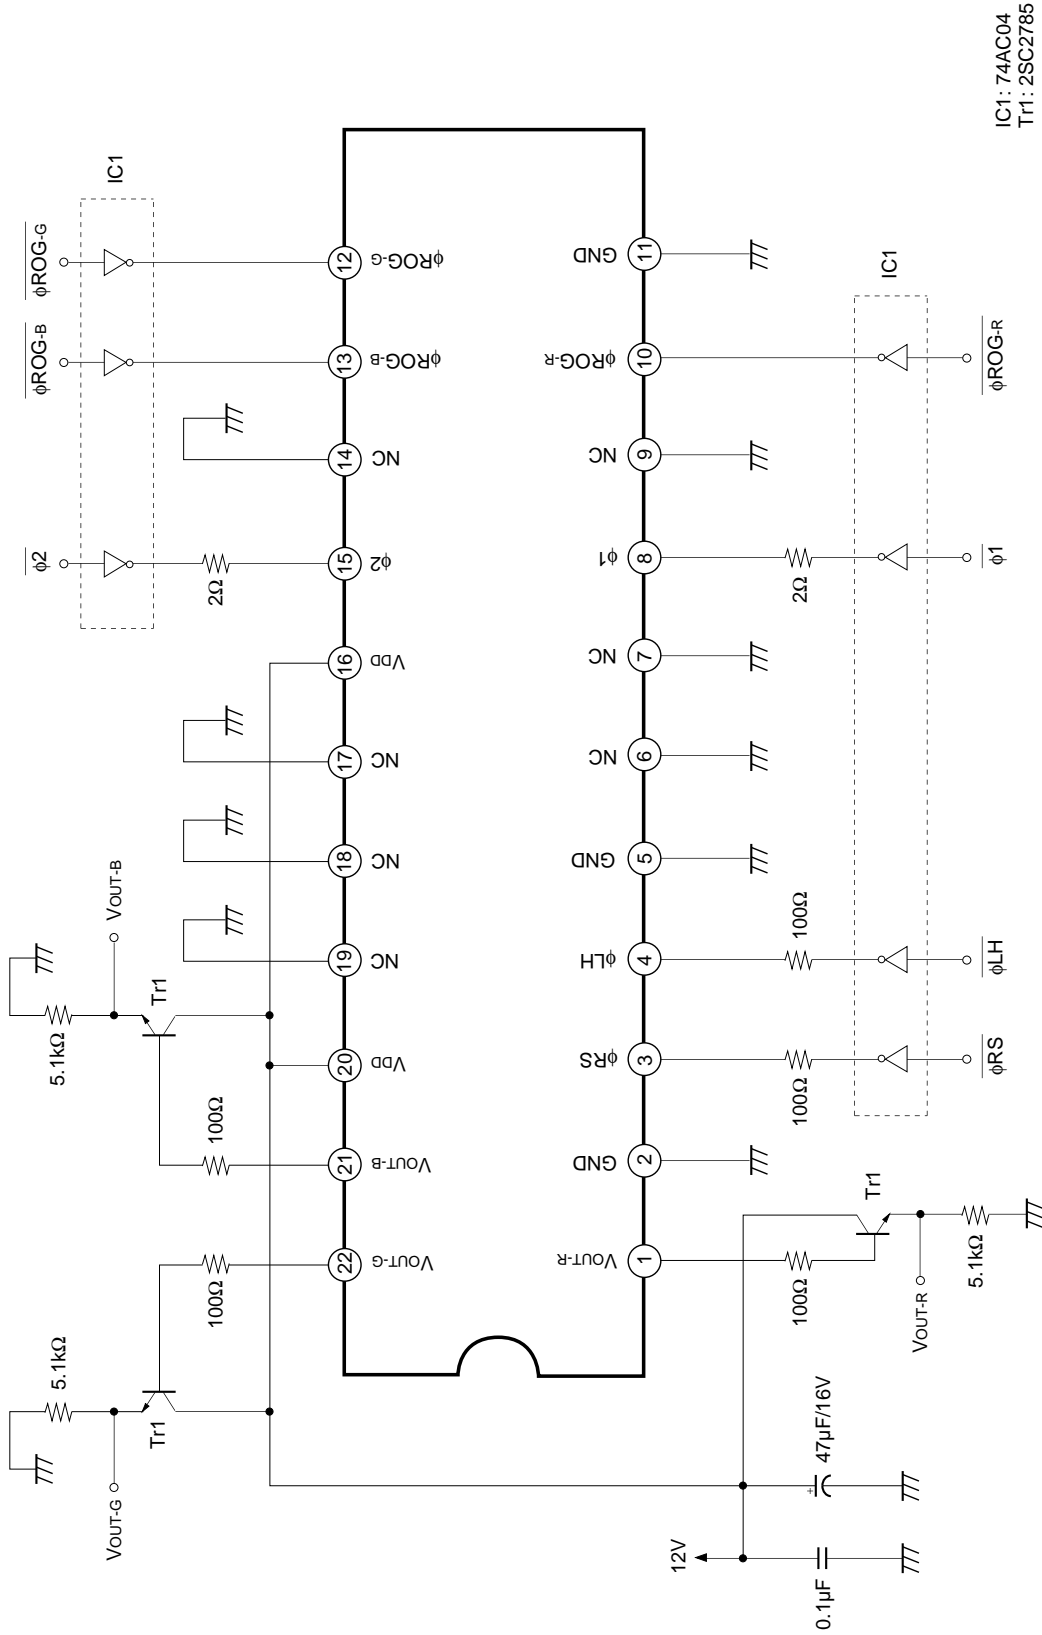 IC1: 74AC04
Tr1: 2SC2785
IC1
φROG-G
φROG-B
φ2
2Ω
VOUT-B
Tr1
5.1kΩ
100Ω
100Ω
5.1kΩ
Tr1
VOUT-G
22
21
20
19
18
17
16
15
14
13
12
VOUT-G
VOUT-B
VDD
NC
NC
NC
VDD
φ2
NC
φROG-B
φROG-G
VOUT-R
GND
φRS
φLH
GND
NC
NC
φ1
NC
φROG-R
GND
1
2
3
4
5
6
7
8
9
10
11
100Ω
100Ω
100Ω
2Ω
IC1
φRS
φLH
φ1
φROG-R
Tr1
VOUT-R
5.1kΩ
12V
0.1μF
+
47μF/16V